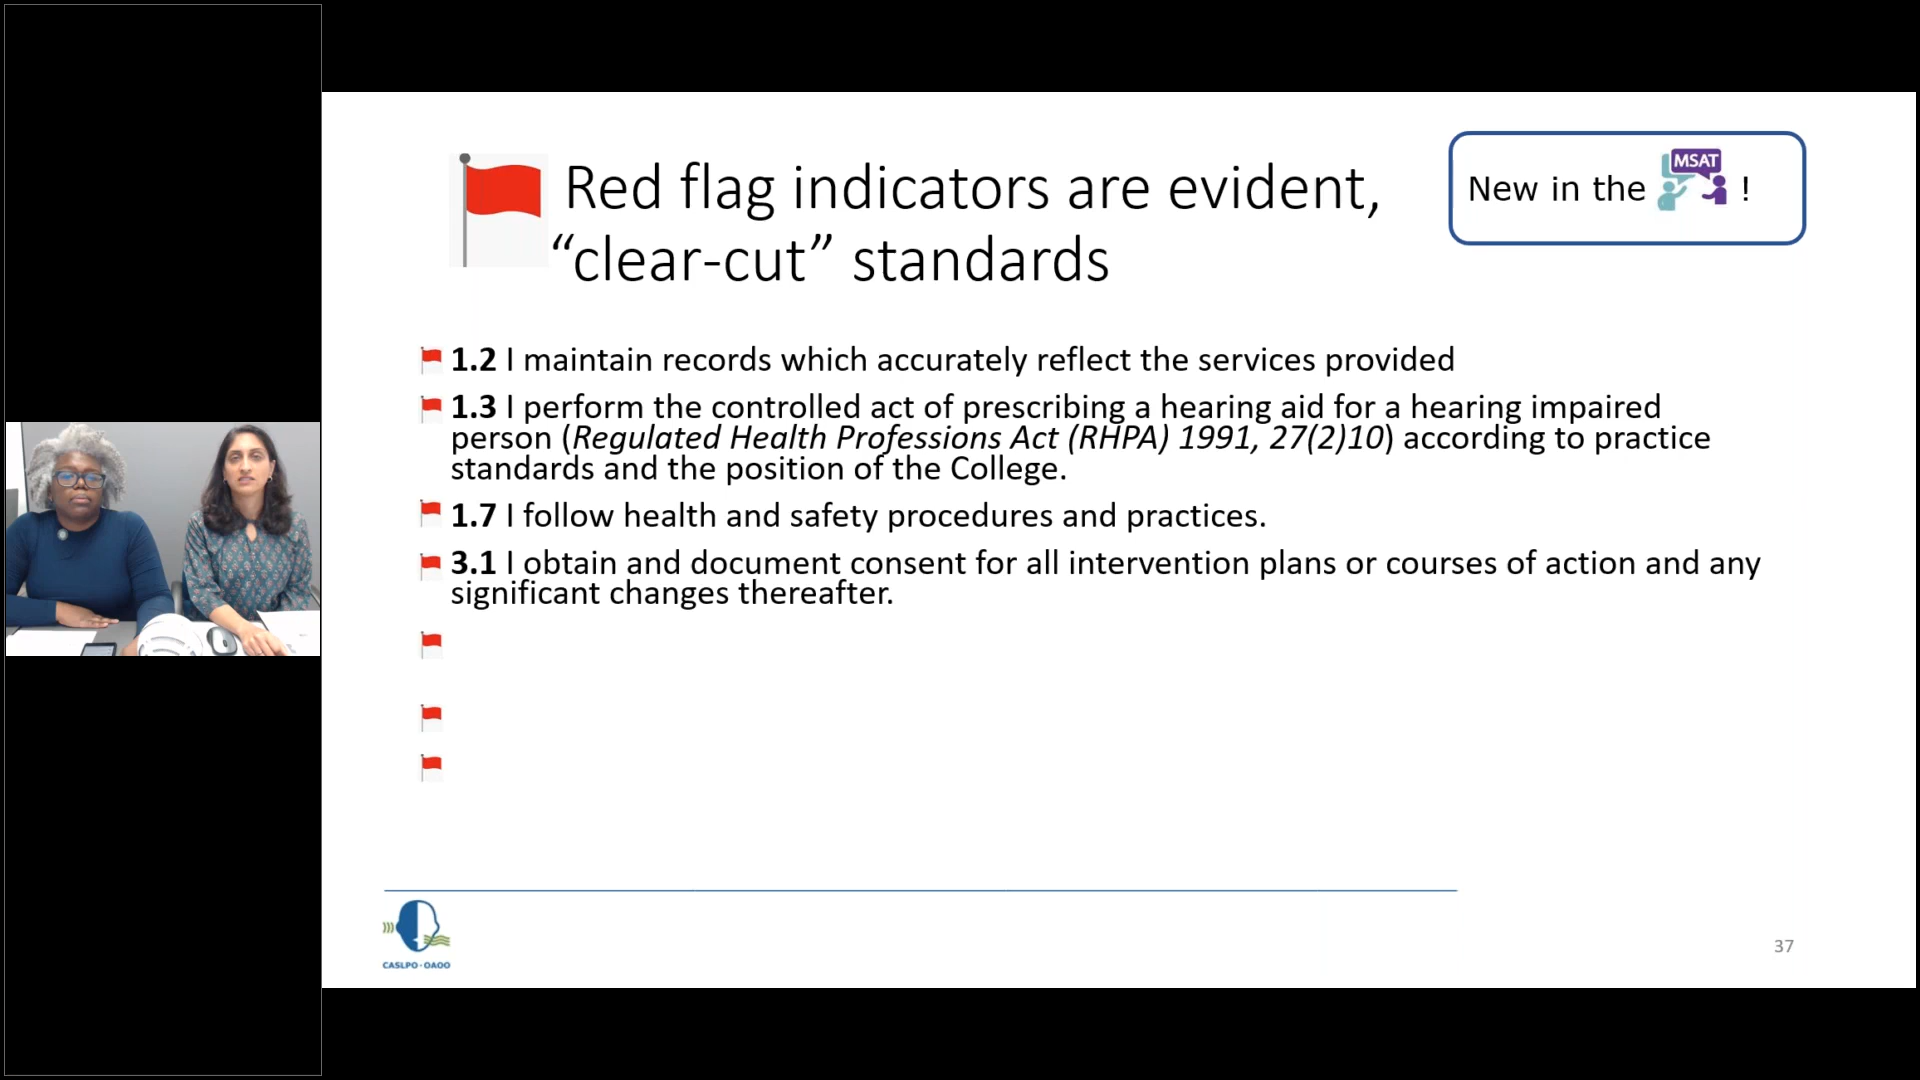 Red flag indicators are evident,
“clear-cut” standards
New in the MSAT !
1.2 I maintain records which accurately reflect the services provided
1.3 I perform the controlled act of prescribing a hearing aid for a hearing impaired
person (Regulated Health Professions Act (RHPA) 1991, 27(2)10) according to practice
standards and the position of the College.
1.7 I follow health and safety procedures and practices.
3.1 I obtain and document consent for all intervention plans or courses of action and any
significant changes thereafter.
CASLPO·OAOO
37